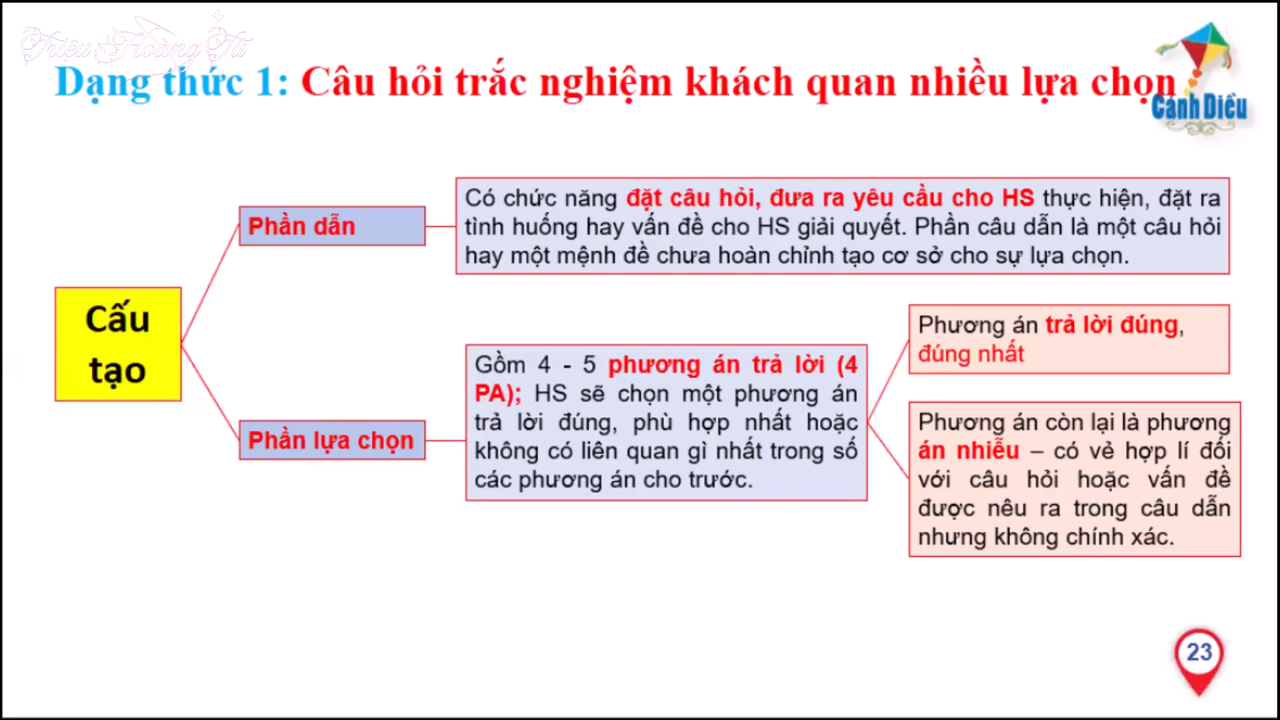 Triệu Hoàng Tú
Dạng thức 1: Câu hỏi trắc nghiệm khách quan nhiều lựa chọn
Cánh Diều
Có chức năng đặt câu hỏi, đưa ra yêu cầu cho HS thực hiện, đặt ra
tình huống hay vấn đề cho HS giải quyết. Phần câu dẫn là một câu hỏi
hay một mệnh đề chưa hoàn chỉnh tạo cơ sở cho sự lựa chọn.
Phần dẫn
Cấu
tạo
Phần lựa chọn
Gồm 4 - 5 phương án trả lời (4
PA); HS sẽ chọn một phương án
trả lời đúng, phù hợp nhất hoặc
không có liên quan gì nhất trong số
các phương án cho trước.
Phương án trả lời đúng,
đúng nhất
Phương án còn lại là phương
án nhiễu – có vẻ hợp lí đối
với câu hỏi hoặc vấn đề
được nêu ra trong câu dẫn
nhưng không chính xác.
23